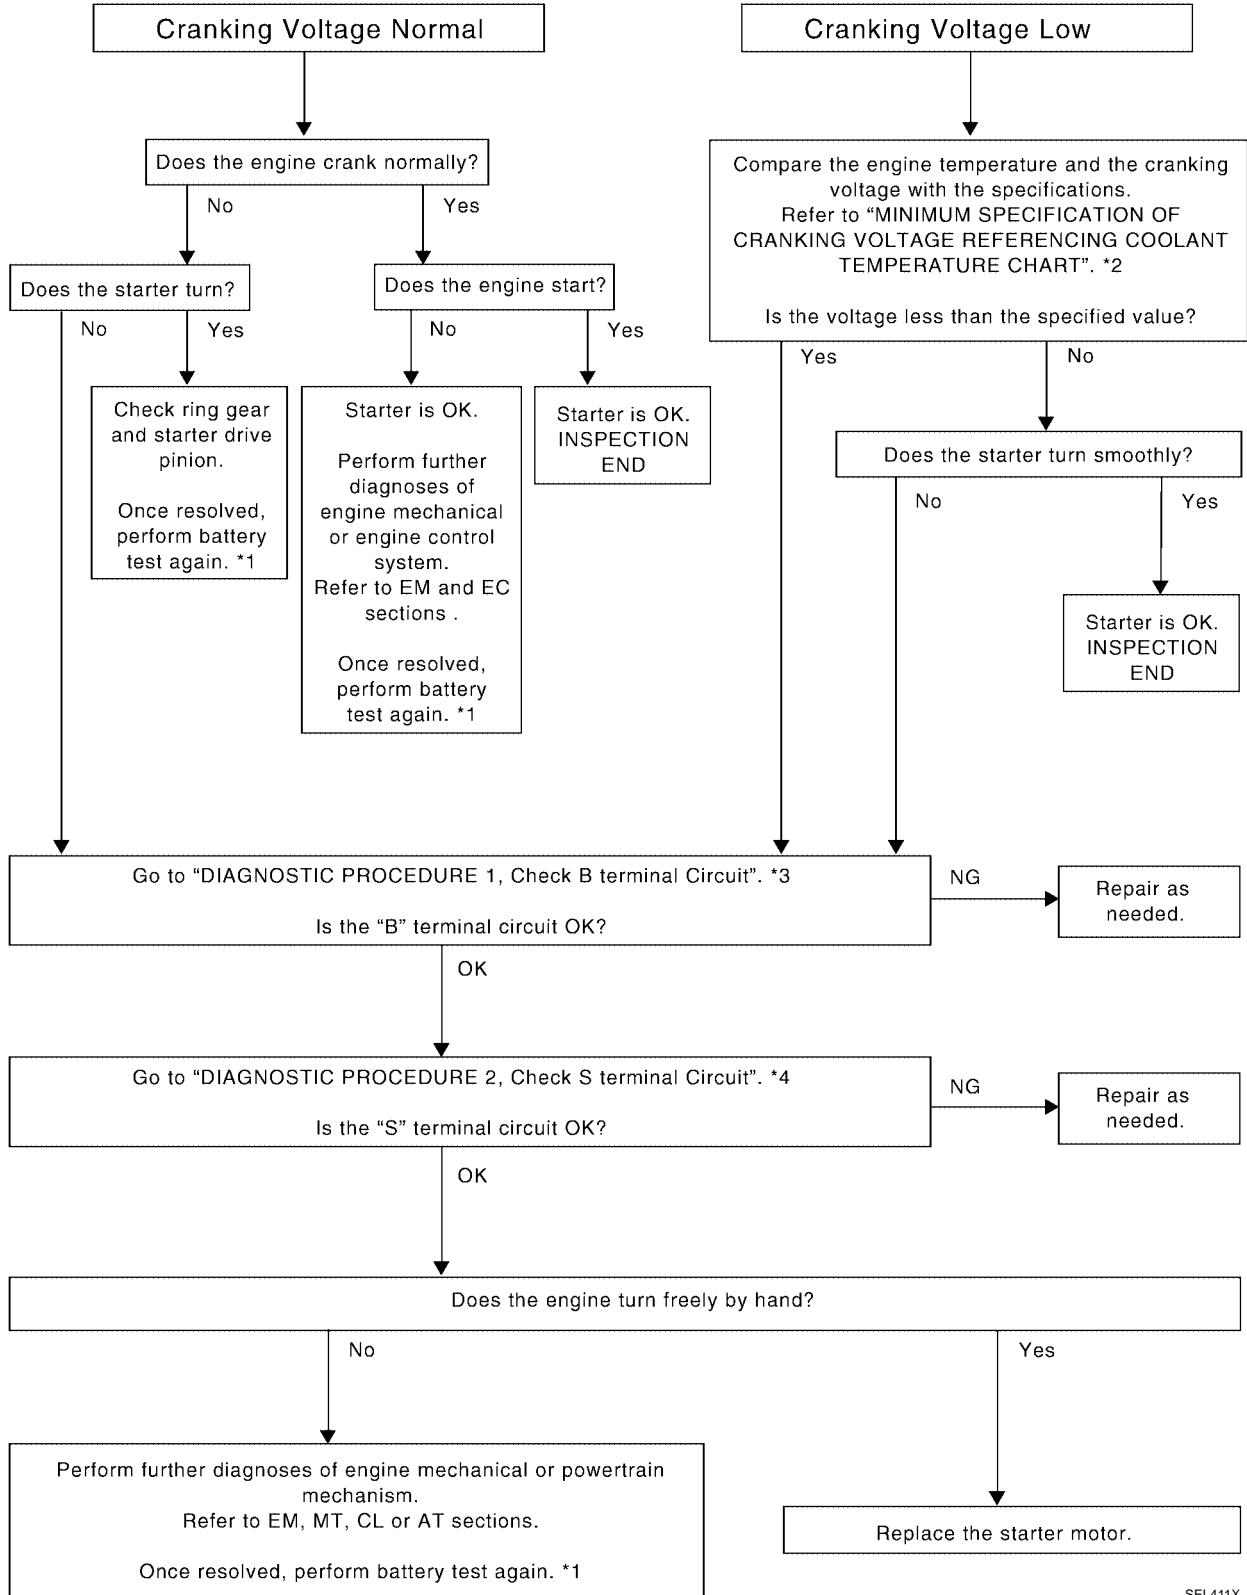 Cranking Voltage Normal
Cranking Voltage Low
Does the engine crank normally?
No
Yes
Compare the engine temperature and the cranking
voltage with the specifications.
Refer to “MINIMUM SPECIFICATION OF
CRANKING VOLTAGE REFERENCING COOLANT
TEMPERATURE CHART”. *2
Is the voltage less than the specified value?
Does the starter turn?
No
Yes
Does the engine start?
No
Yes
Yes
No
Check ring gear
and starter drive
pinion.
Once resolved,
perform battery
test again. *1
Starter is OK.
Perform further
diagnoses of
engine mechanical
or engine control
system.
Refer to EM and EC
sections .
Once resolved,
perform battery
test again. *1
Starter is OK.
INSPECTION
END
Does the starter turn smoothly?
No
Yes
Starter is OK.
INSPECTION
END
Go to “DIAGNOSTIC PROCEDURE 1, Check B terminal Circuit”. *3
Is the “B” terminal circuit OK?
NG
Repair as
needed.
OK
Go to “DIAGNOSTIC PROCEDURE 2, Check S terminal Circuit”. *4
Is the “S” terminal circuit OK?
NG
Repair as
needed.
OK
Does the engine turn freely by hand?
No
Yes
Perform further diagnoses of engine mechanical or powertrain
mechanism.
Refer to EM, MT, CL or AT sections.
Once resolved, perform battery test again. *1
Replace the starter motor.
SEL411X